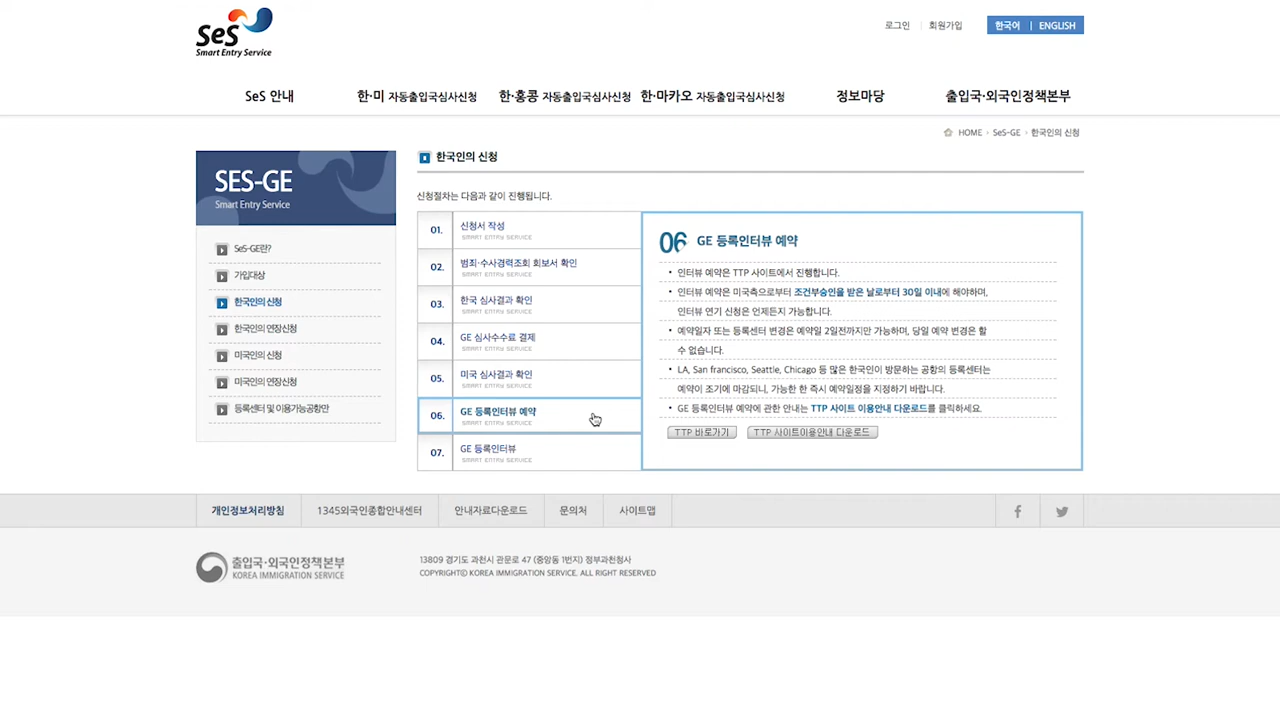 SeS
Smart Entry Service
로그인 | 회원가입
한국어 | ENGLISH
SeS 안내
한·미 자동출입국심사신청
한·홍콩 자동출입국심사신청
한·마카오 자동출입국심사신청
정보마당
출입국·외국인정책본부
HOME › SeS-GE › 한국인의 신청
SES-GE
Smart Entry Service
SeS-GE란?
가입대상
한국인의 신청
한국인의 연장신청
미국인의 신청
미국인의 연장신청
등록센터 및 이용가능공항만
한국인의 신청
신청절차는 다음과 같이 진행됩니다.
01. 신청서 작성
SMART ENTRY SERVICE
02. 범죄·수사경력조회 회보서 확인
SMART ENTRY SERVICE
03. 한국 심사결과 확인
SMART ENTRY SERVICE
04. GE 심사수수료 결제
SMART ENTRY SERVICE
05. 미국 심사결과 확인
SMART ENTRY SERVICE
06. GE 등록인터뷰 예약
SMART ENTRY SERVICE
07. GE 등록인터뷰
SMART ENTRY SERVICE
06 GE 등록인터뷰 예약
• 인터뷰 예약은 TTP 사이트에서 진행합니다.
• 인터뷰 예약은 미국측으로부터 조건부승인을 받은 날로부터 30일 이내에 해야하며,
인터뷰 연기 신청은 언제든지 가능합니다.
• 예약일자 또는 등록센터 변경은 예약일 2일전까지만 가능하며, 당일 예약 변경은 할
수 없습니다.
• LA, San francisco, Seattle, Chicago 등 많은 한국인이 방문하는 공항의 등록센터는
예약이 조기에 마감되니, 가능한 한 즉시 예약일정을 지정하기 바랍니다.
• GE 등록인터뷰 예약에 관한 안내는 TTP 사이트 이용안내 다운로드를 클릭하세요.
TTP 바로가기
TTP 사이트이용안내 다운로드
개인정보처리방침
1345외국인종합안내센터
안내자료다운로드
문의처
사이트맵
출입국·외국인정책본부
KOREA IMMIGRATION SERVICE
13809 경기도 과천시 관문로 47 (중앙동 1번지) 정부과천청사
COPYRIGHTⓒ KOREA IMMIGRATION SERVICE. ALL RIGHT RESERVED